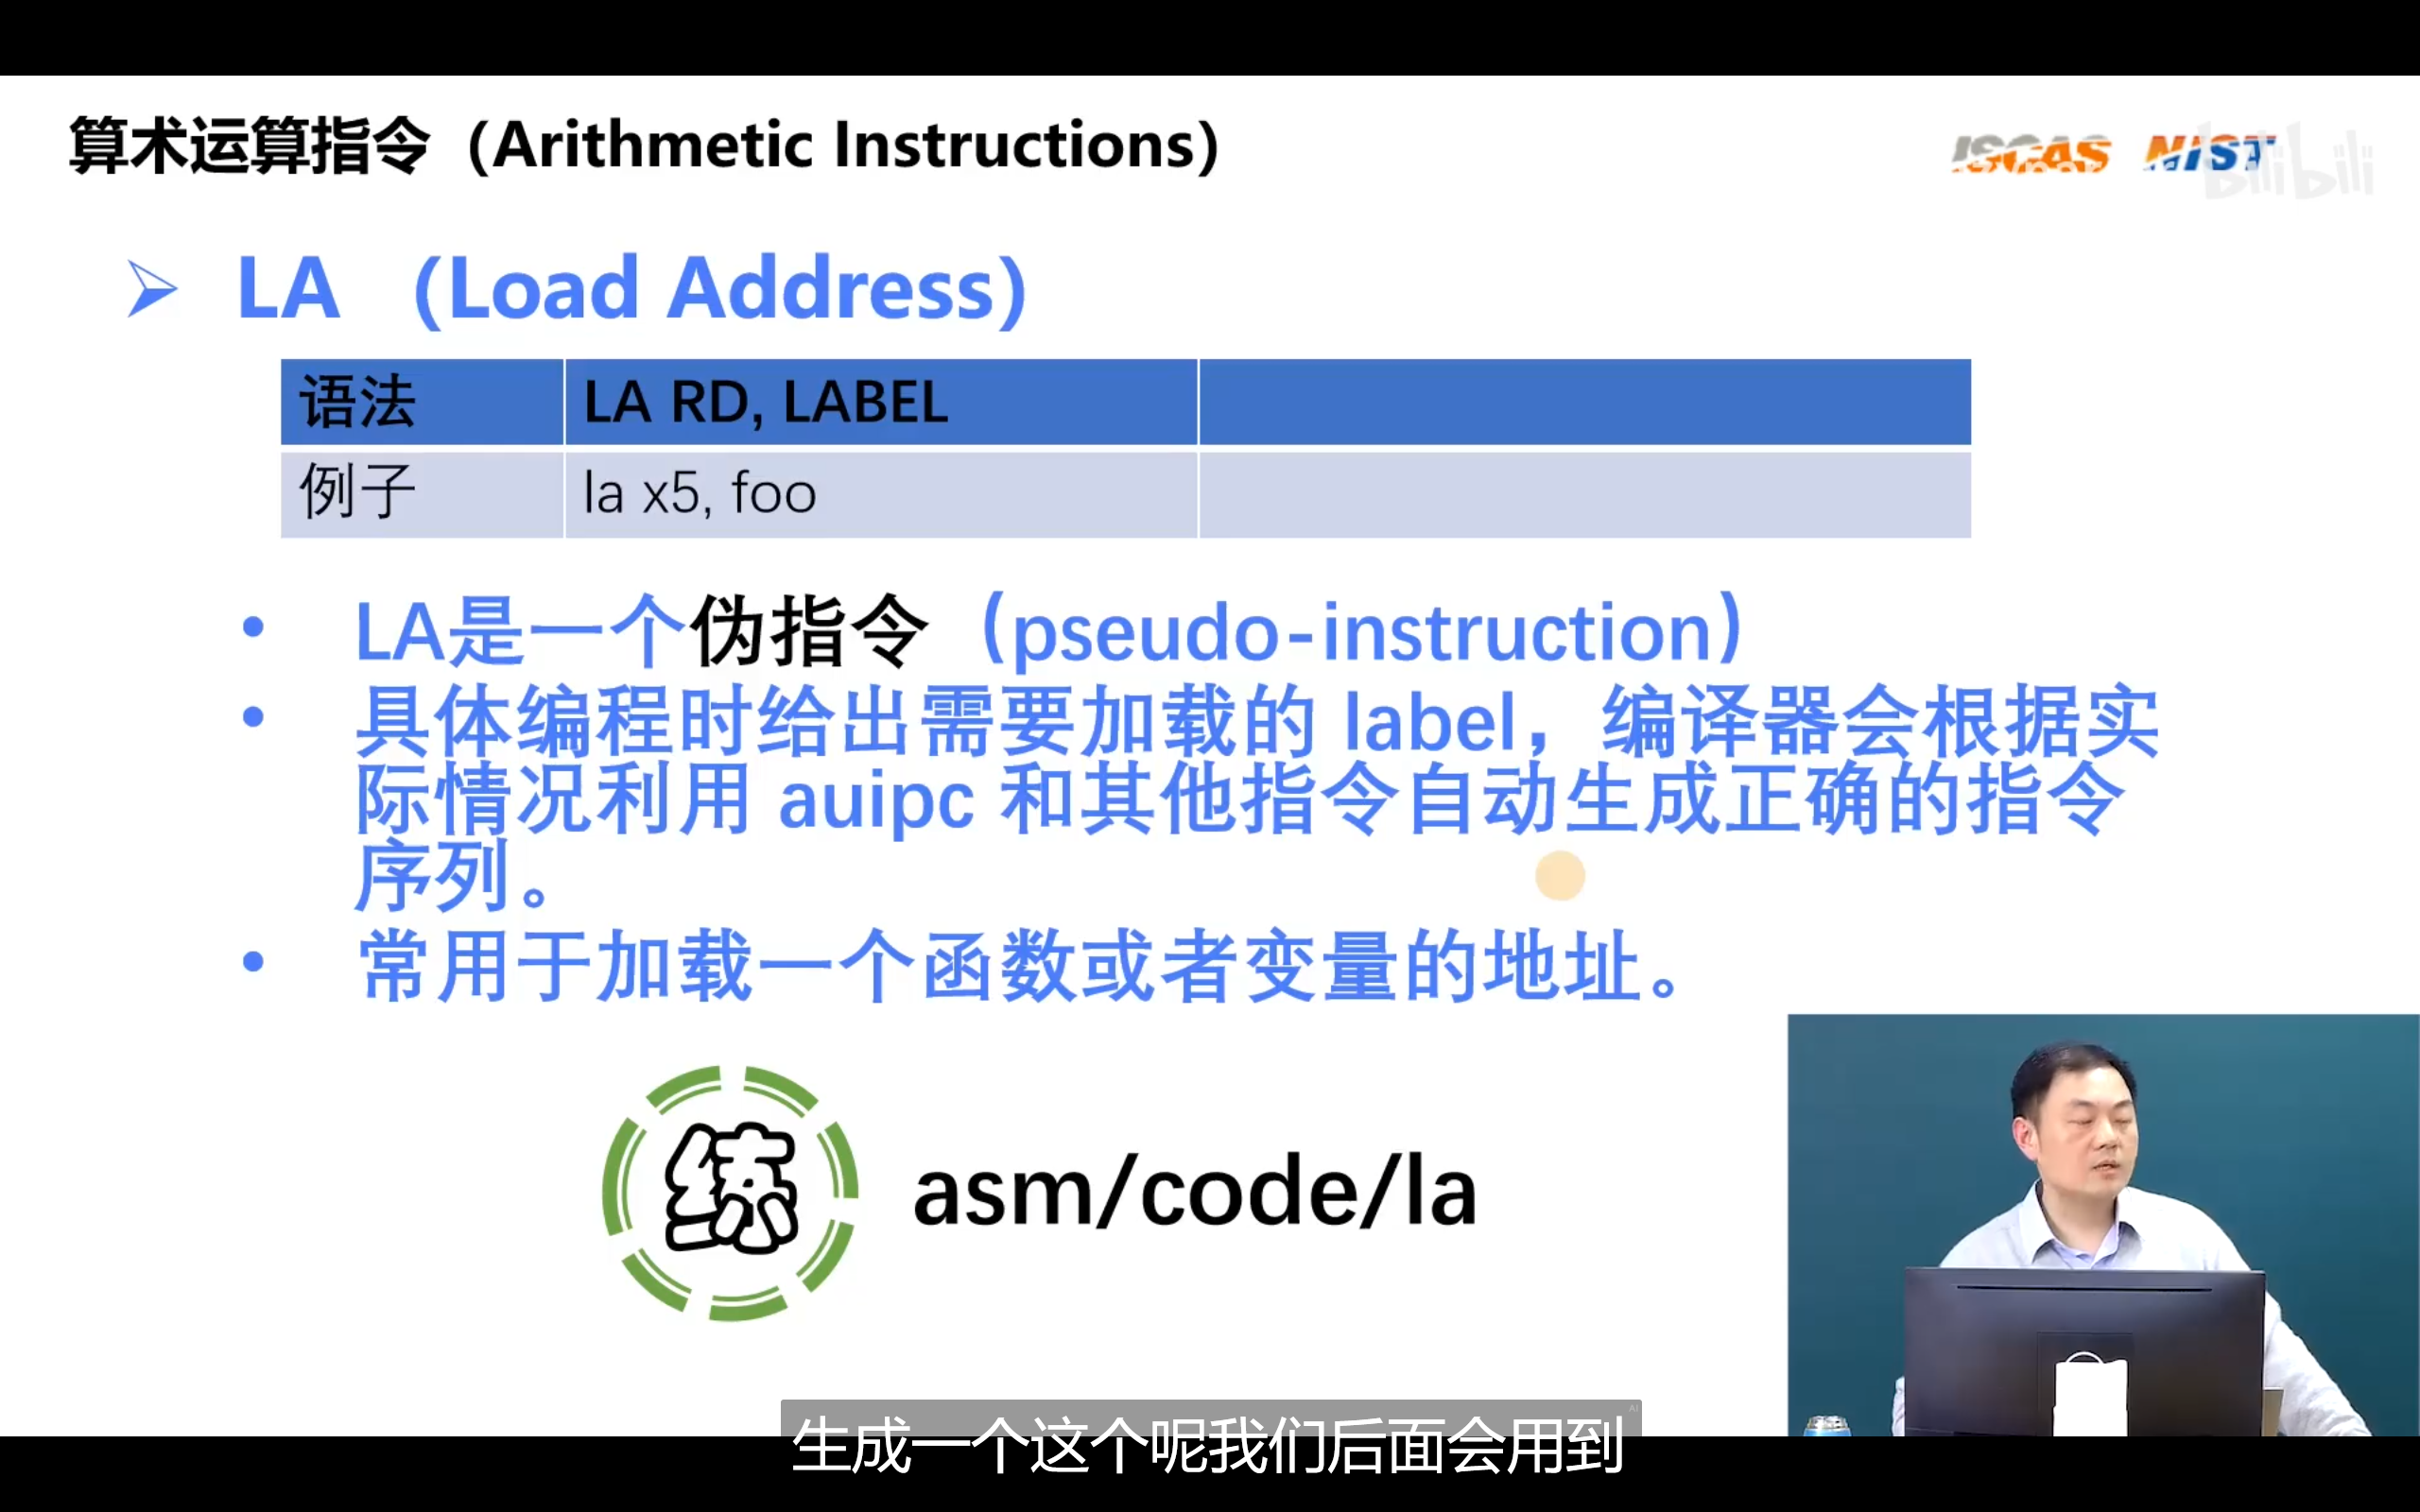 算术运算指令（Arithmetic Instructions）
ISCAS NIST
bilibili
➢ LA （Load Address）
语法 LA RD, LABEL
例子 la x5, foo
• LA是一个伪指令（pseudo-instruction）
• 具体编程时给出需要加载的 label，编译器会根据实
际情况利用 auipc 和其他指令自动生成正确的指令
序列。
• 常用于加载一个函数或者变量的地址。
练 asm/code/la
AI
生成一个这个呢我们后面会用到